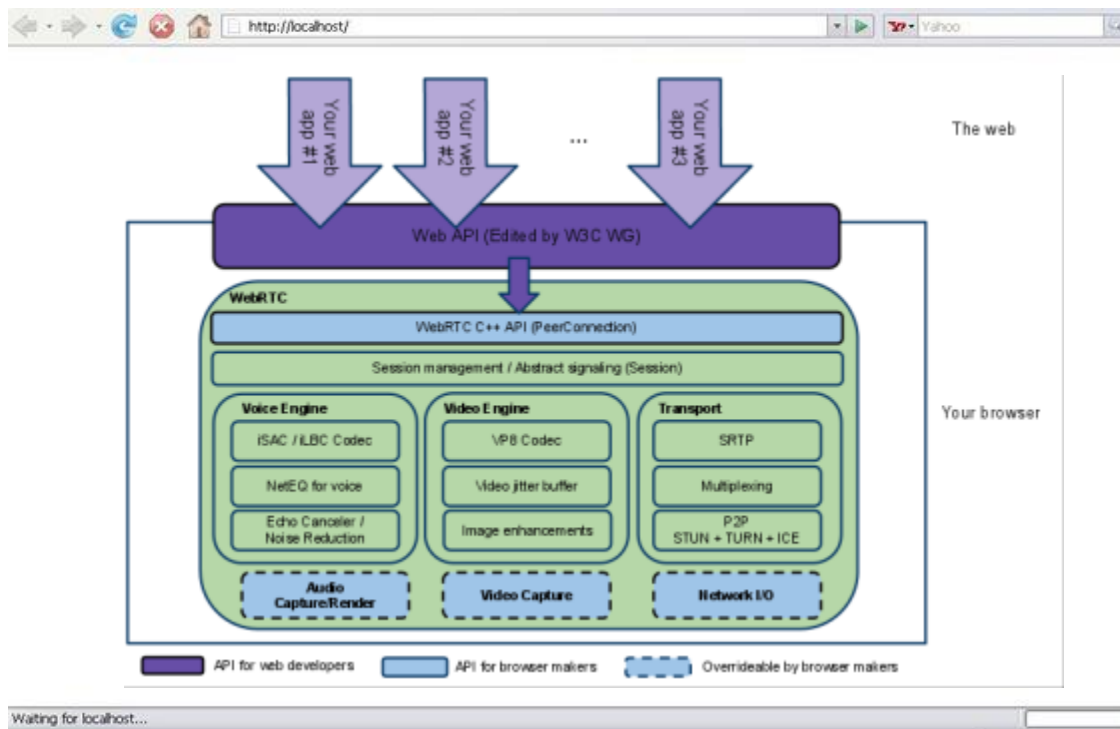 http://localhost/
Yahoo
Your web
app #1
Your web
app #2
...
Your web
app #3
The web
Web API (Edited by W3C WG)
WebRTC
WebRTC C++ API (PeerConnection)
Session management / Abstract signaling (Session)
Your browser
Voice Engine
iSAC / iLBC Codec
NetEQ for voice
Echo Canceler /
Noise Reduction
Video Engine
VP8 Codec
Video jitter buffer
Image enhancements
Transport
SRTP
Multiplexing
P2P
STUN + TURN + ICE
Audio
Capture/Render
Video Capture
Network I/O
API for web developers
API for browser makers
Overrideable by browser makers
Waiting for localhost...